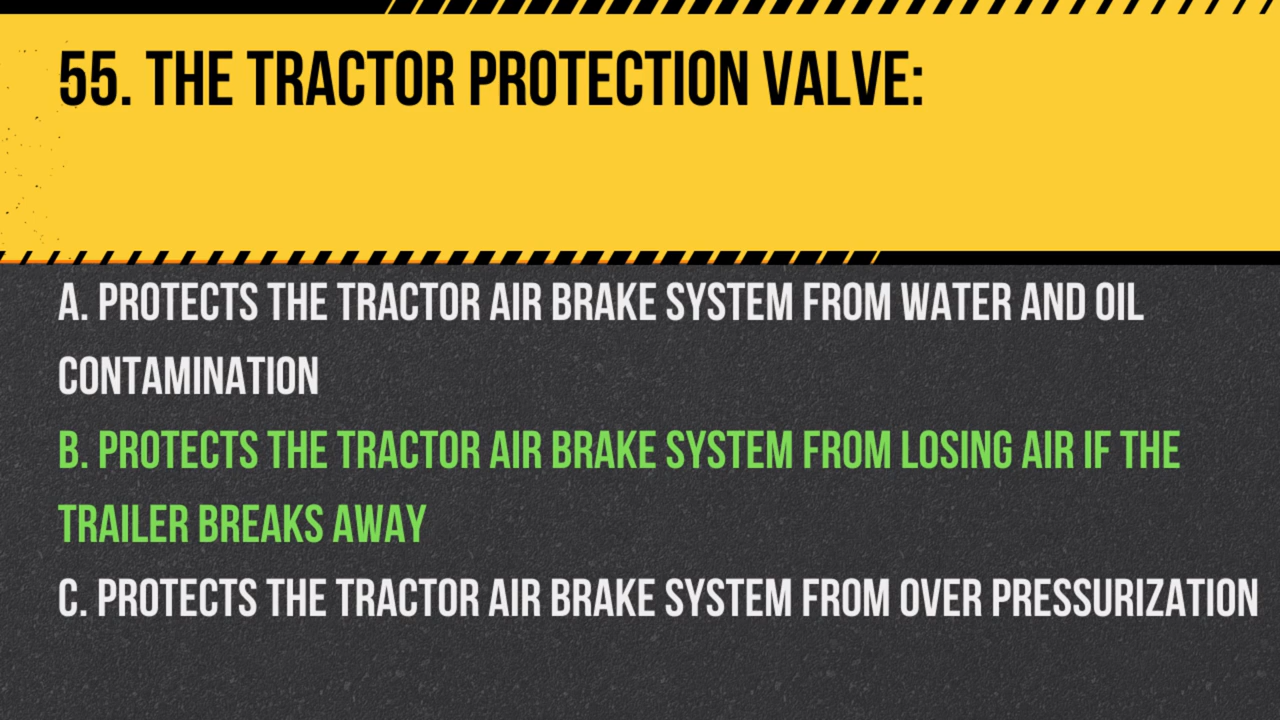 55. THE TRACTOR PROTECTION VALVE:
A. PROTECTS THE TRACTOR AIR BRAKE SYSTEM FROM WATER AND OIL
CONTAMINATION
B. PROTECTS THE TRACTOR AIR BRAKE SYSTEM FROM LOSING AIR IF THE
TRAILER BREAKS AWAY
C. PROTECTS THE TRACTOR AIR BRAKE SYSTEM FROM OVER PRESSURIZATION